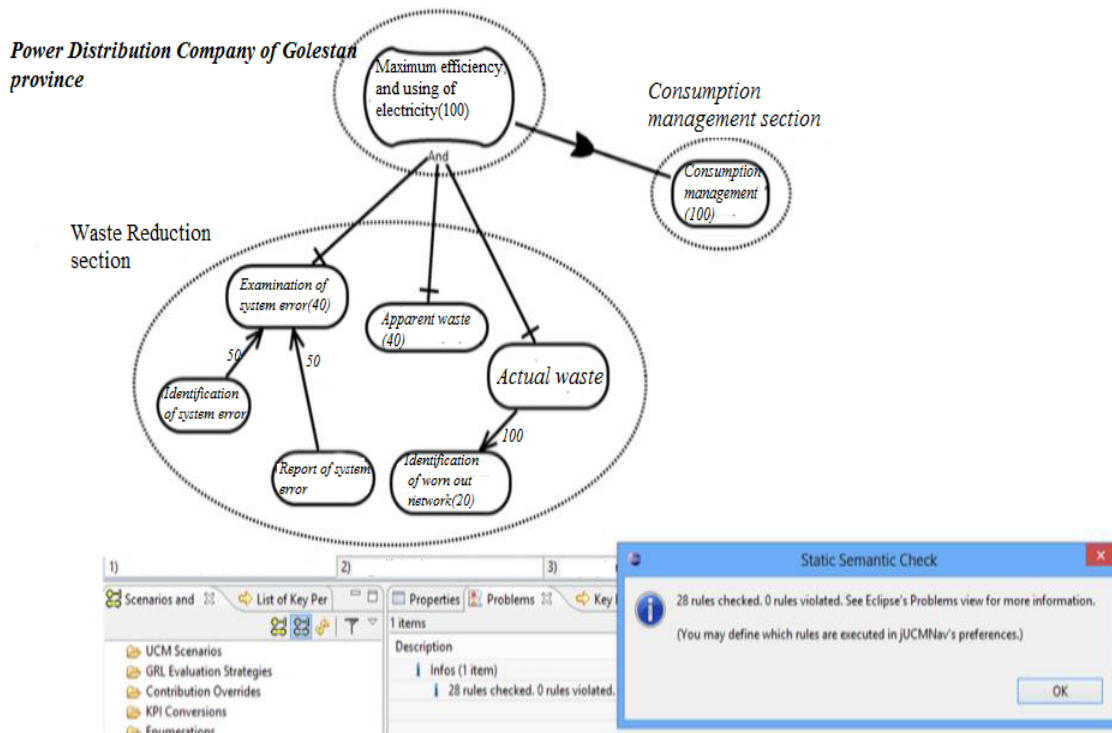 Power Distribution Company of Golestan
province
Maximum efficiency
and using of
electricity(100)
And
Consumption
management section
Consumption
management
(100)
Waste Reduction
section
Examination of
system error(40)
Apparent waste
(40)
Actual waste
50
50
100
Identification
of system error
Report of system
error
Identification
of worn out
network(20)
1)
2)
3)
Scenarios and
List of Key Per
Properties
Problems
Key
1 items
Description
Infos (1 item)
28 rules checked. 0 rules violated.
UCM Scenarios
GRL Evaluation Strategies
Contribution Overrides
KPI Conversions
Enumerations
Static Semantic Check
28 rules checked. 0 rules violated. See Eclipse's Problems view for more information.
(You may define which rules are executed in jUCMNav's preferences.)
OK